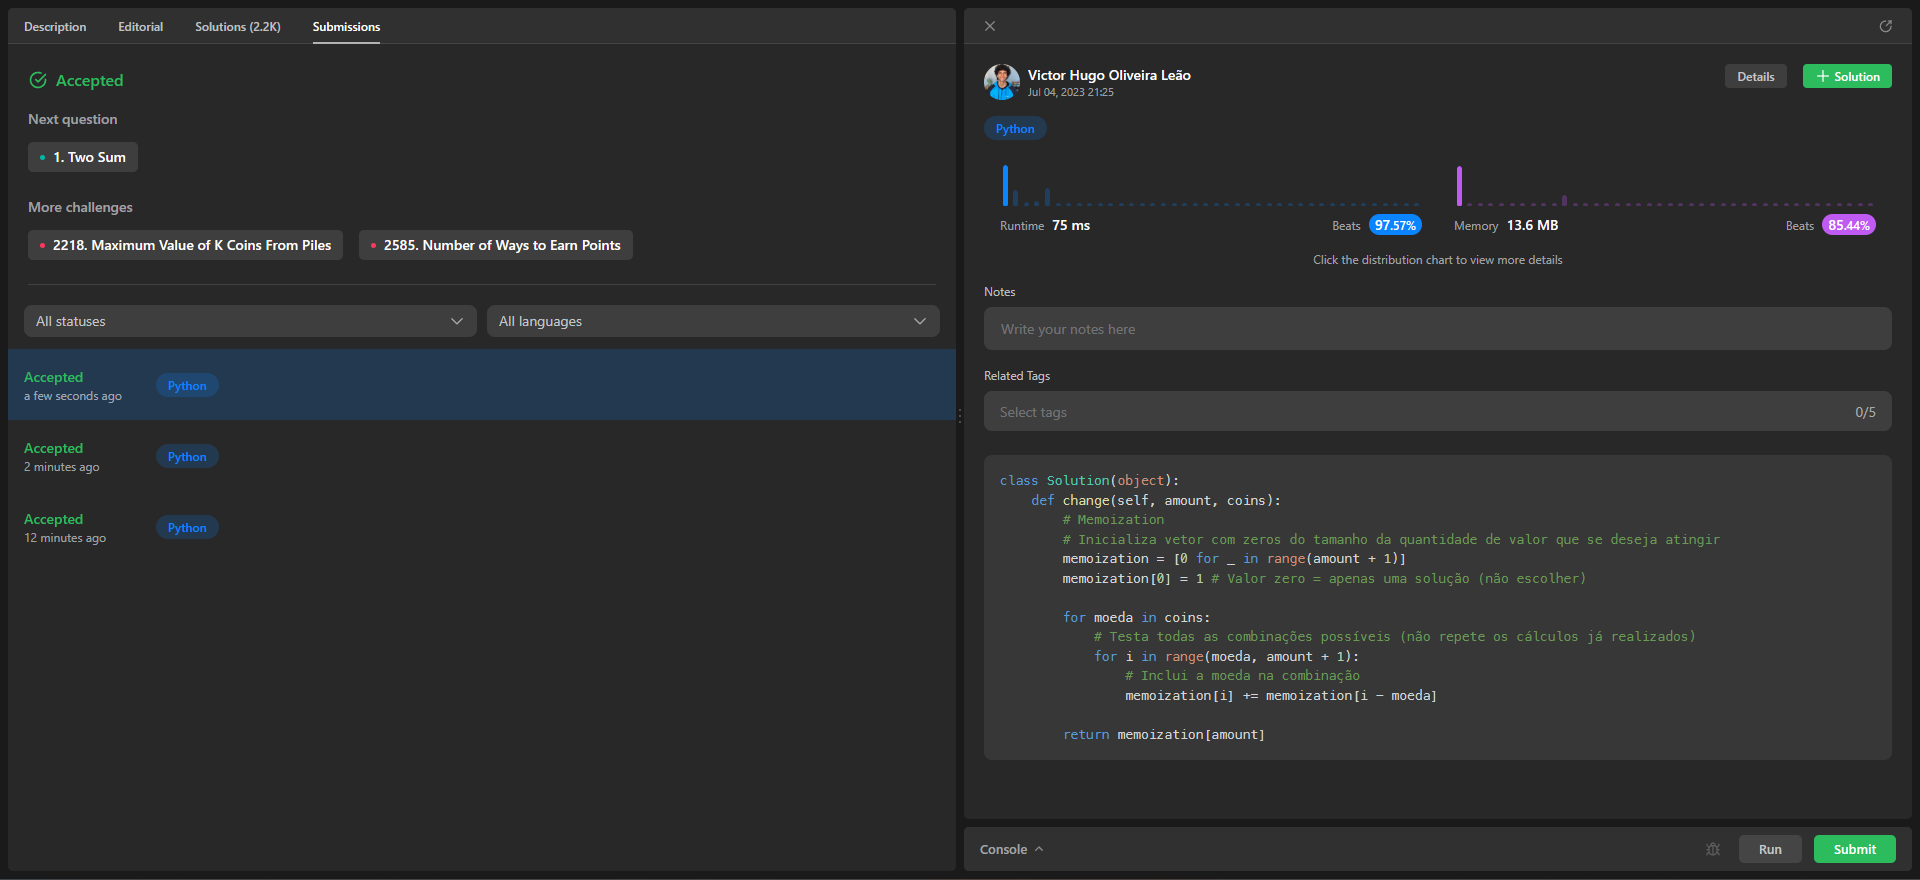 Description Editorial Solutions (2.2K) Submissions
Accepted
Next question
1. Two Sum
More challenges
2218. Maximum Value of K Coins From Piles 2585. Number of Ways to Earn Points
All statuses All languages
Accepted
a few seconds ago
Python
Accepted
2 minutes ago
Python
Accepted
12 minutes ago
Python
Victor Hugo Oliveira Leão
Jul 04, 2023 21:25
Details + Solution
Python
Runtime 75 ms Beats 97.57% Memory 13.6 MB Beats 85.44%
Click the distribution chart to view more details
Notes
Write your notes here
Related Tags
Select tags 0/5
class Solution(object):
    def change(self, amount, coins):
        # Memoization
        # Inicializa vetor com zeros do tamanho da quantidade de valor que se deseja atingir
        memoization = [0 for _ in range(amount + 1)]
        memoization[0] = 1 # Valor zero = apenas uma solução (não escolher)
        for moeda in coins:
            # Testa todas as combinações possíveis (não repete os cálculos já realizados)
            for i in range(moeda, amount + 1):
                # Inclui a moeda na combinação
                memoization[i] += memoization[i - moeda]
        return memoization[amount]
Console Run Submit